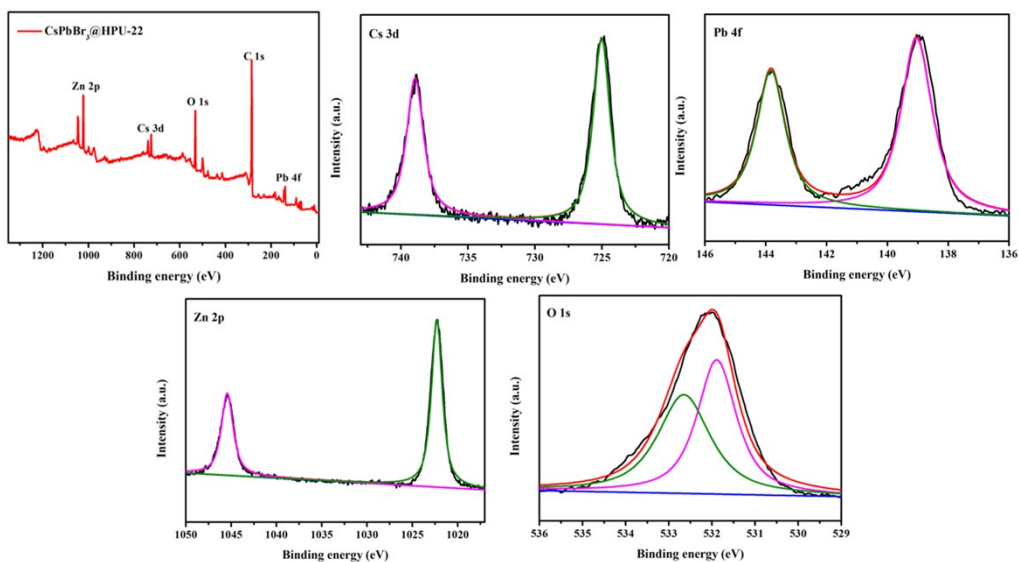 CsPbBr3@HPU-22
C 1s
Zn 2p
O 1s
Cs 3d
Pb 4f
1200 1000 800 600 400 200 0
Binding energy (eV)
Cs 3d
Intensity (a.u.)
740 735 730 725 720
Binding energy (eV)
Pb 4f
Intensity (a.u.)
146 144 142 140 138 136
Binding energy (eV)
Zn 2p
Intensity (a.u.)
1050 1045 1040 1035 1030 1025 1020
Binding energy (eV)
O 1s
Intensity (a.u.)
536 535 534 533 532 531 530 529
Binding energy (eV)